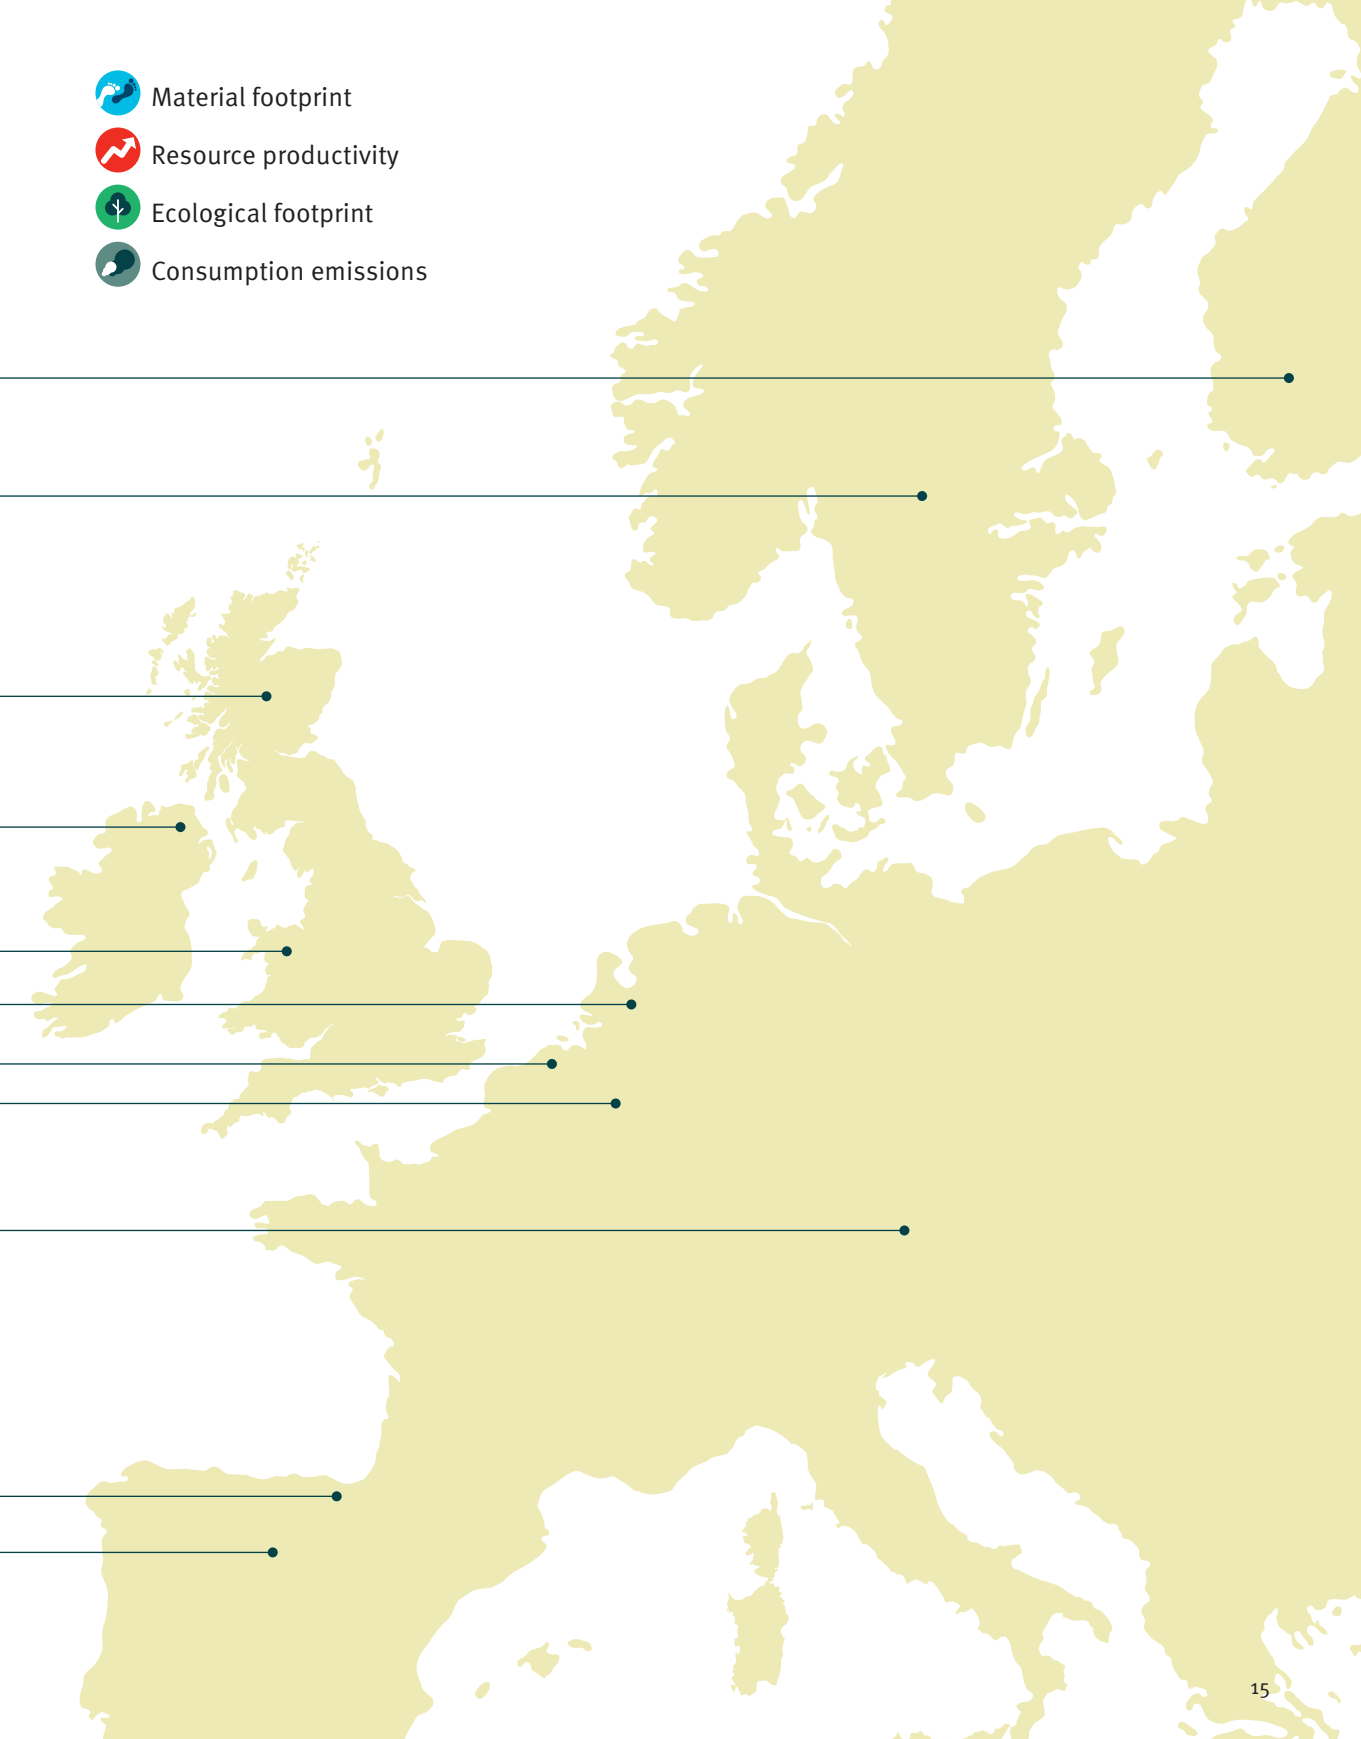 Material footprint
Resource productivity
Ecological footprint
Consumption emissions
15